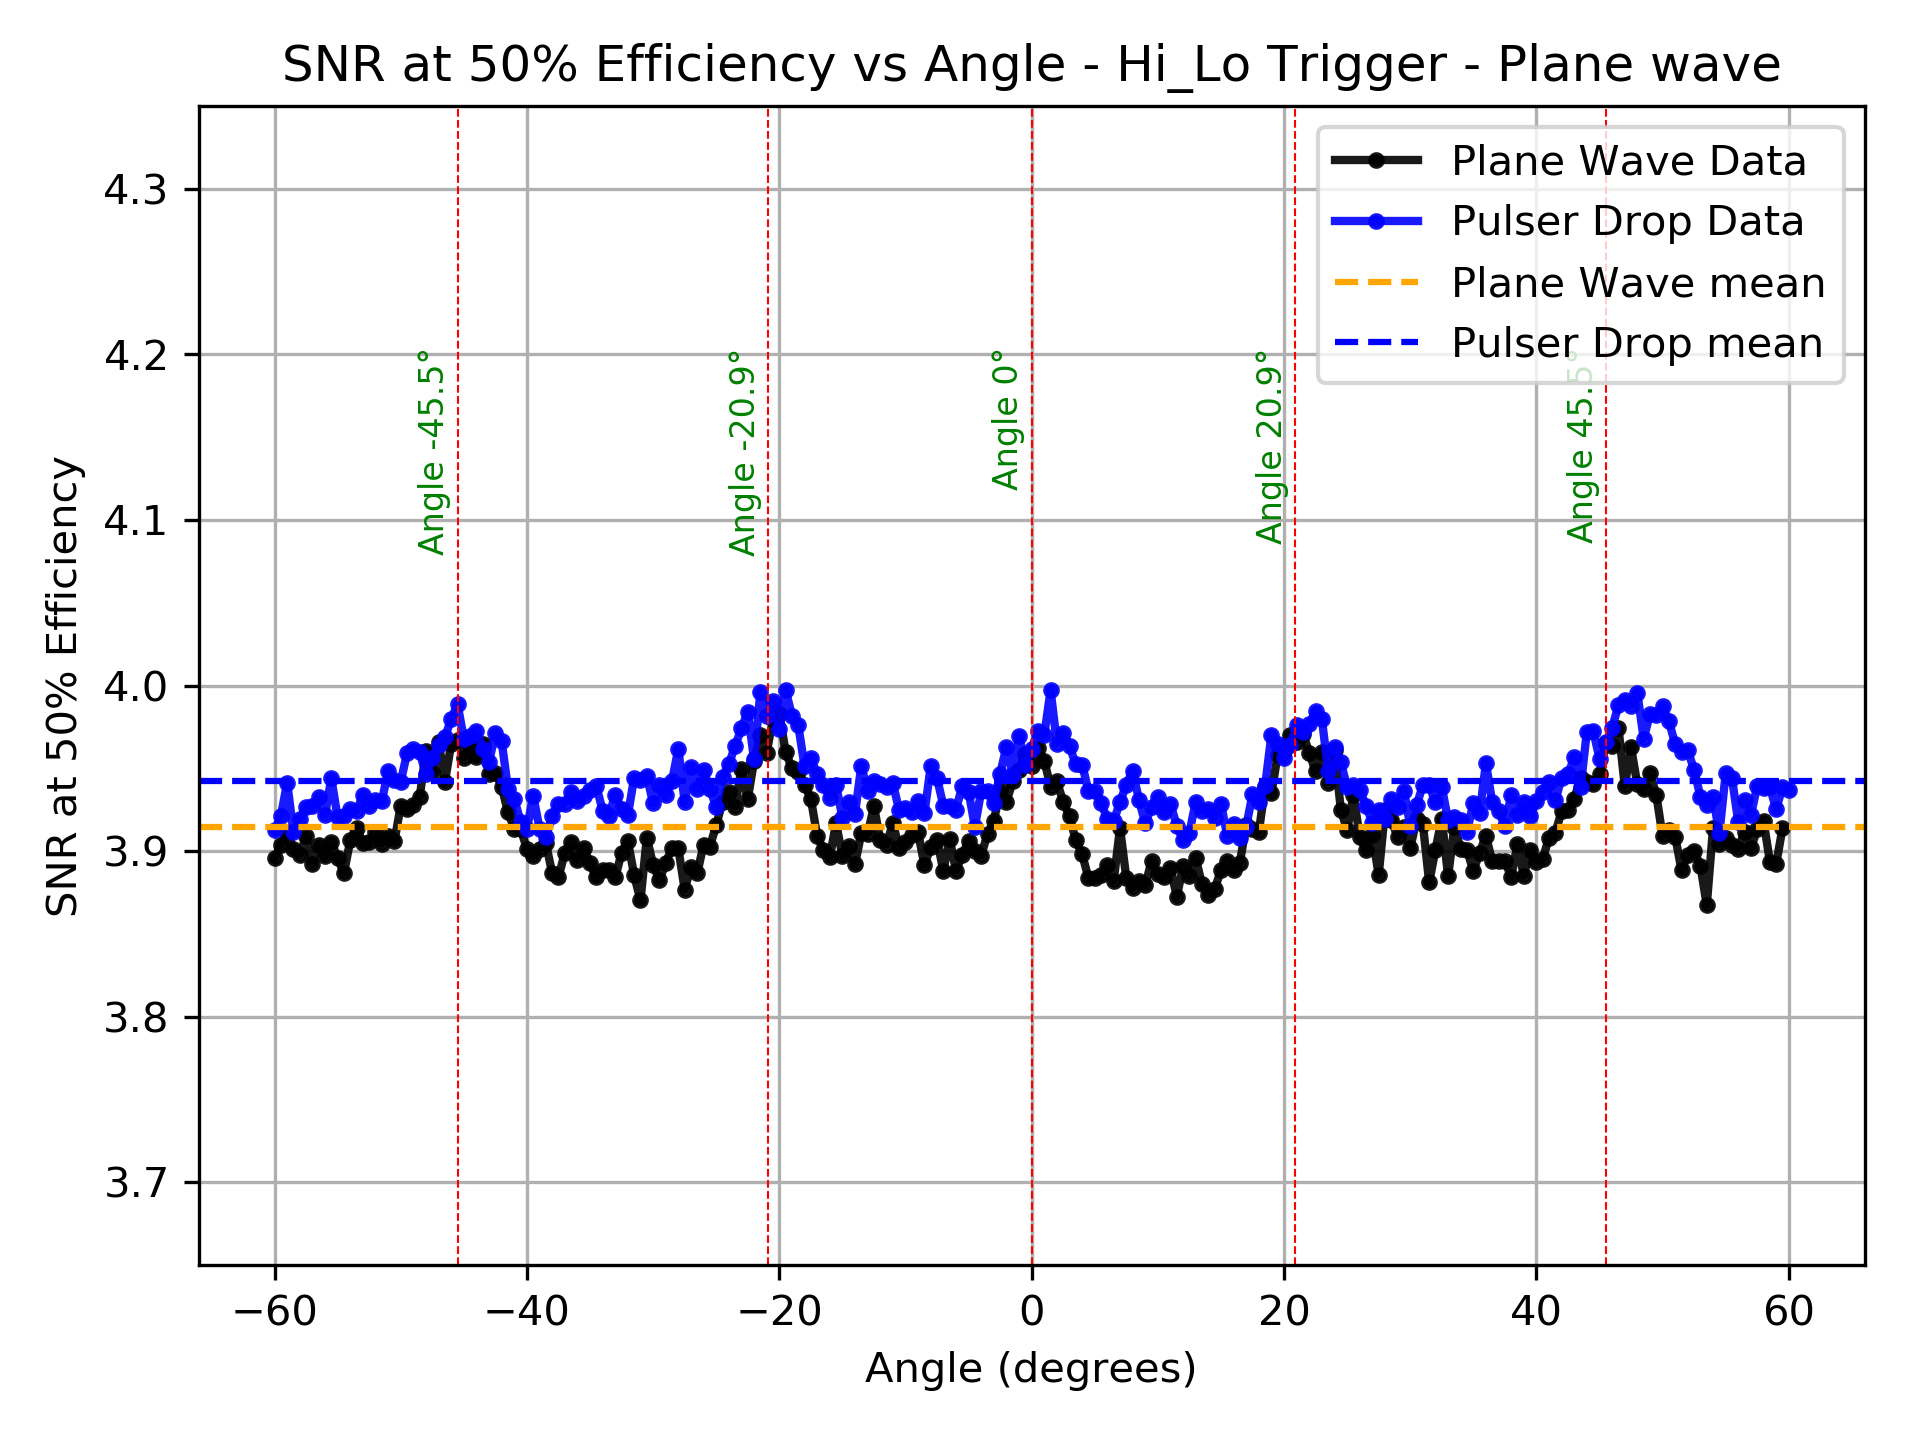 SNR at 50% Efficiency vs Angle - Hi_Lo Trigger - Plane wave
Plane Wave Data
Pulser Drop Data
Plane Wave mean
Pulser Drop mean
4.3
4.2
4.1
4.0
3.9
3.8
3.7
SNR at 50% Efficiency
Angle -45.5°
Angle -20.9°
Angle 0°
Angle 20.9°
Angle 45.5°
−60
−40
−20
0
20
40
60
Angle (degrees)